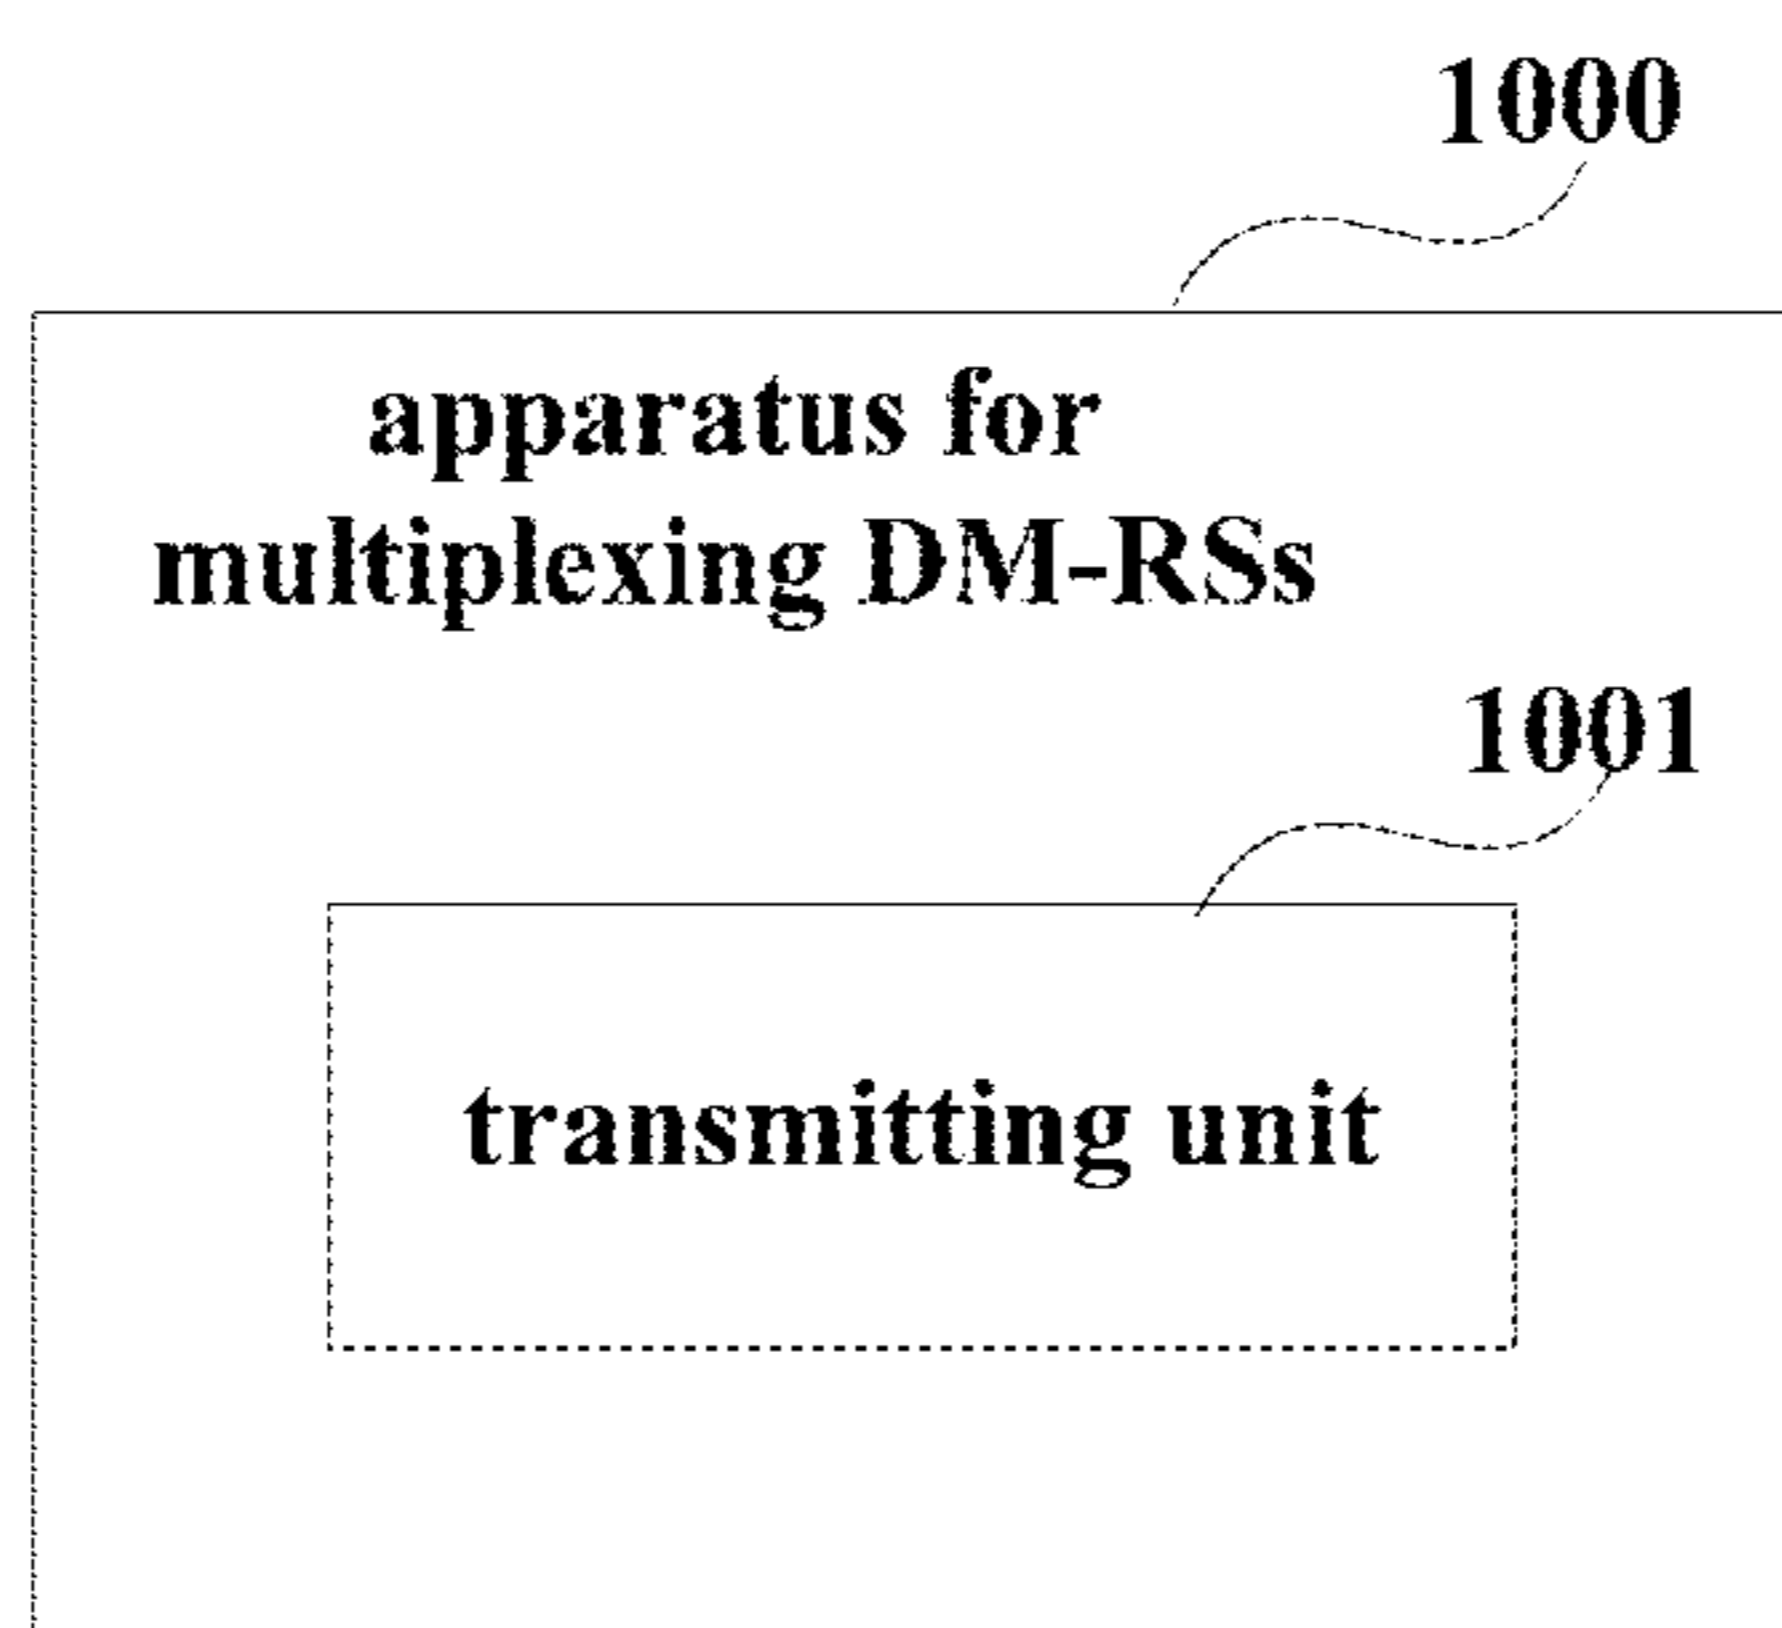 1000
apparatus for
multiplexing DM-RSs
1001
transmitting unit